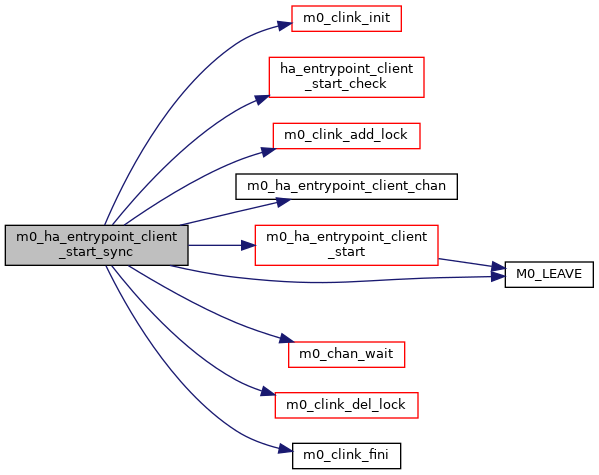 m0_clink_init
ha_entrypoint_client
_start_check
m0_clink_add_lock
m0_ha_entrypoint_client_chan
m0_ha_entrypoint_client
_start_sync
m0_ha_entrypoint_client
_start
M0_LEAVE
m0_chan_wait
m0_clink_del_lock
m0_clink_fini